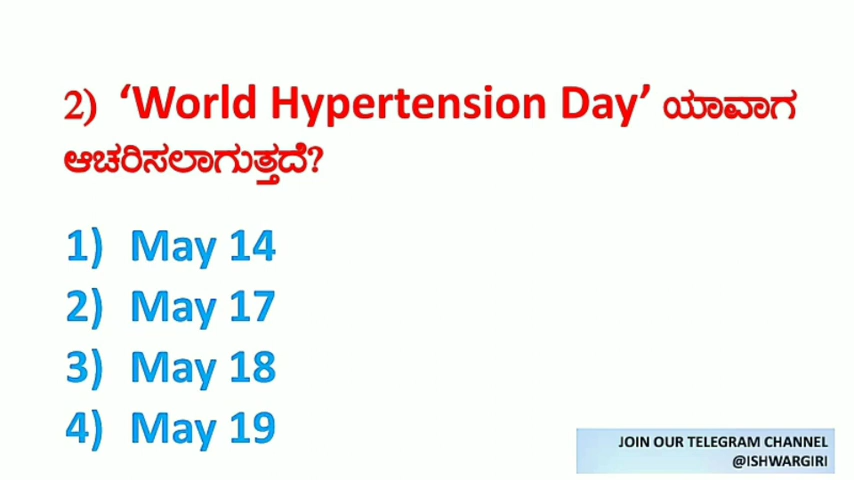 2) ‘World Hypertension Day’ ಯಾವಾಗ
ಆಚರಿಸಲಾಗುತ್ತದೆ?
1) May 14
2) May 17
3) May 18
4) May 19
JOIN OUR TELEGRAM CHANNEL
@ISHWARGIRI